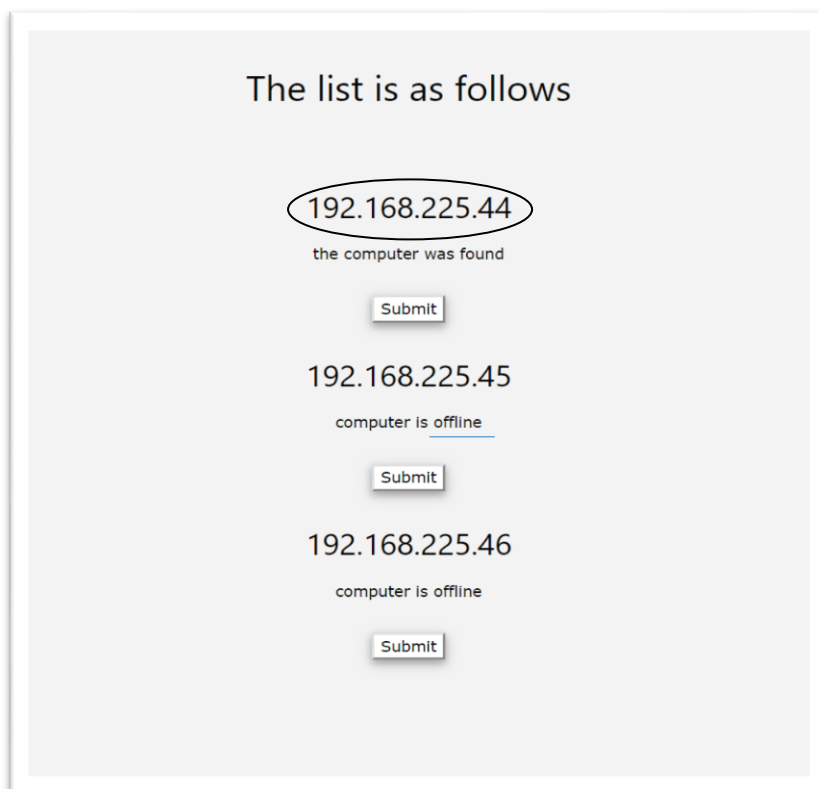 The list is as follows
192.168.225.44
the computer was found
Submit
192.168.225.45
computer is offline
Submit
192.168.225.46
computer is offline
Submit